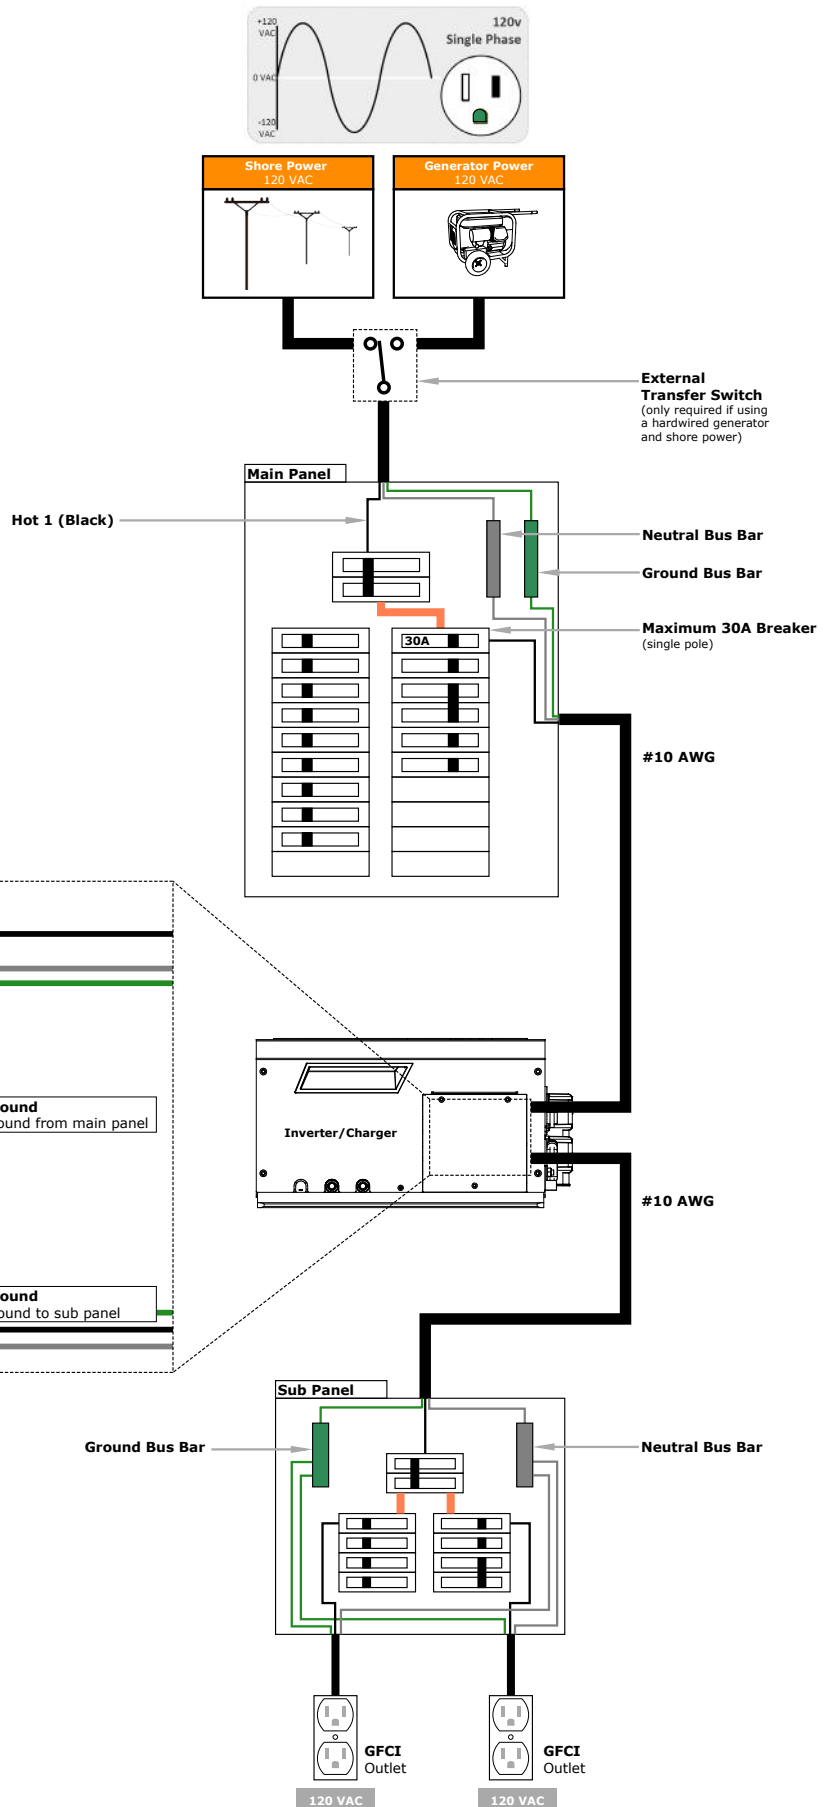 +120
VAC
0 VAC
-120
VAC
120v
Single Phase
Shore Power
120 VAC
Generator Power
120 VAC
External
Transfer Switch
(only required if using
a hardwired generator
and shore power)
Main Panel
Hot 1 (Black)
Neutral Bus Bar
Ground Bus Bar
Maximum 30A Breaker
(single pole)
30A
#10 AWG
ound
ound from main panel
Inverter/Charger
#10 AWG
ound
ound to sub panel
Sub Panel
Ground Bus Bar
Neutral Bus Bar
GFCI
Outlet
GFCI
Outlet
120 VAC
120 VAC